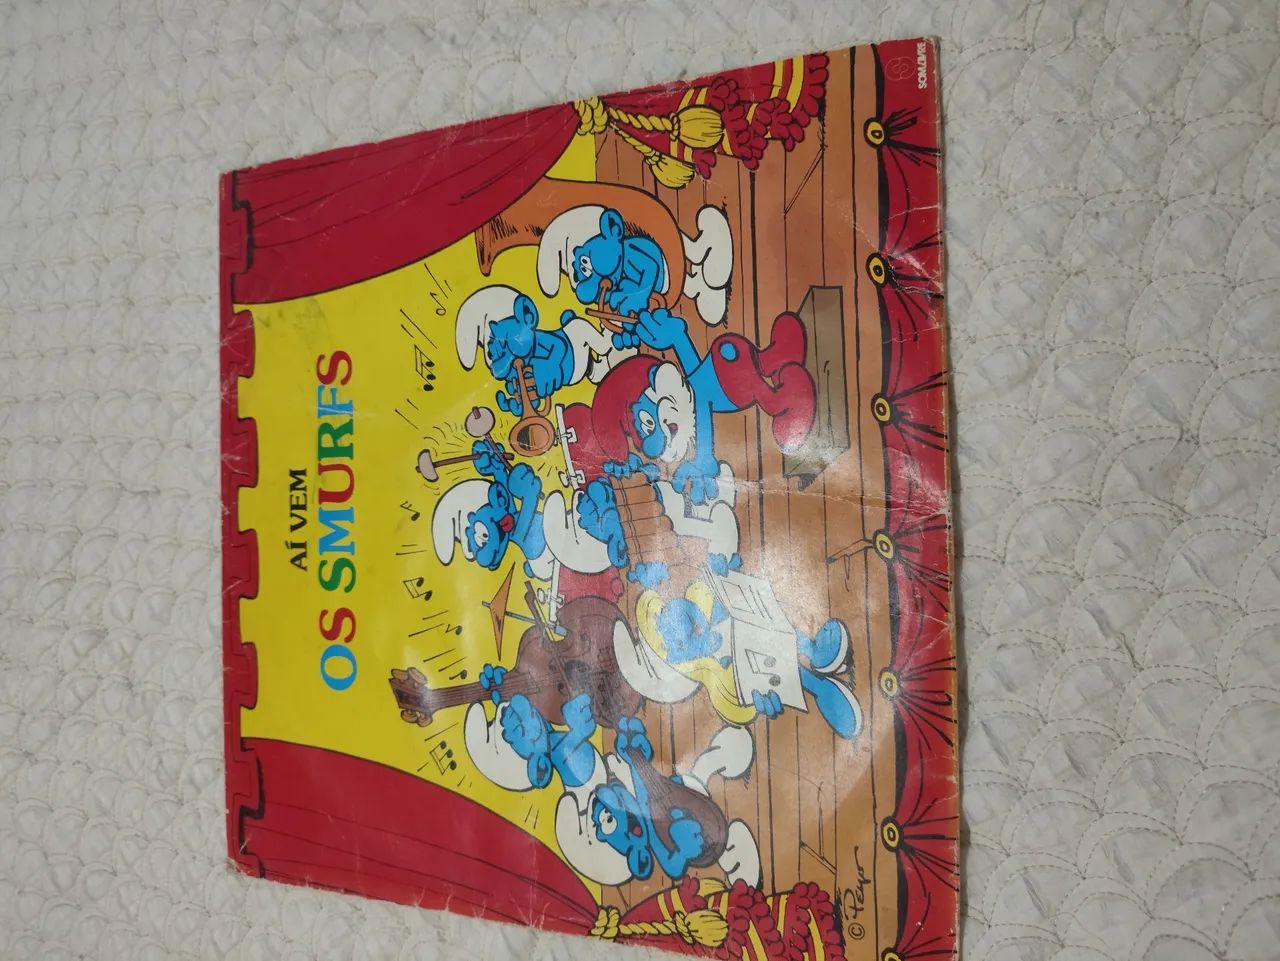 AÍ VEM
OS SMURFS
SOM LIVRE
© Peyo